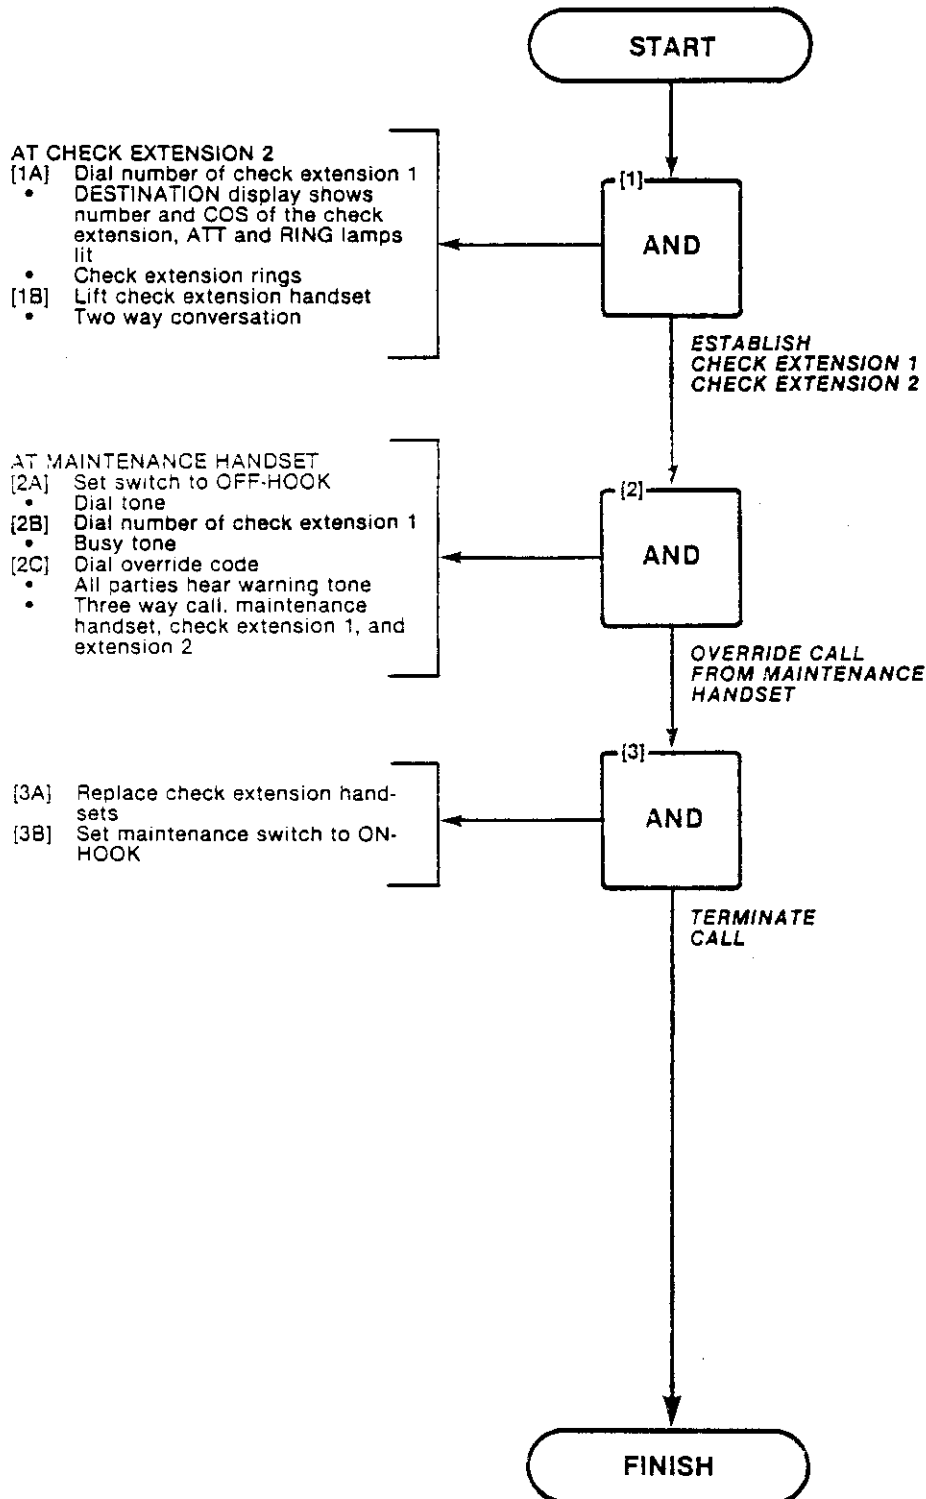 START
AT CHECK EXTENSION 2
[1A] Dial number of check extension 1
• DESTINATION display shows
number and COS of the check
extension, ATT and RING lamps
lit
• Check extension rings
[1B] Lift check extension handset
• Two way conversation
[1]
AND
ESTABLISH
CHECK EXTENSION 1
CHECK EXTENSION 2
AT MAINTENANCE HANDSET
[2A] Set switch to OFF-HOOK
• Dial tone
[2B] Dial number of check extension 1
• Busy tone
[2C] Dial override code
• All parties hear warning tone
• Three way call, maintenance
handset, check extension 1, and
extension 2
[2]
AND
OVERRIDE CALL
FROM MAINTENANCE
HANDSET
[3A] Replace check extension hand-
sets
[3B] Set maintenance switch to ON-
HOOK
[3]
AND
TERMINATE
CALL
FINISH